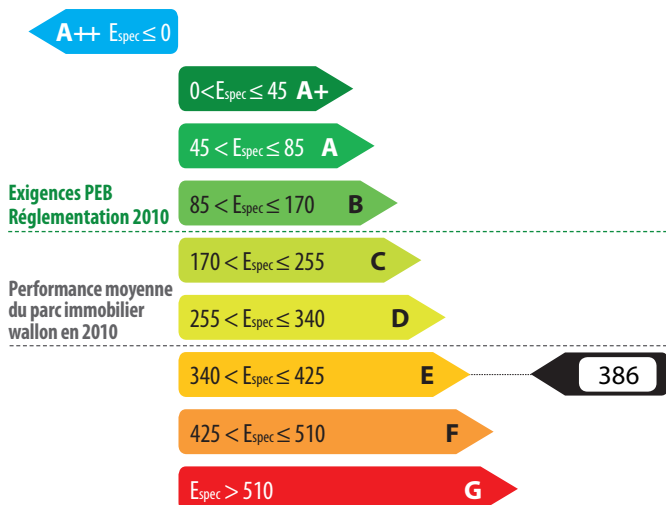 A++ Espec ≤ 0
0<Espec ≤ 45 A+
45 < Espec ≤ 85 A
Exigences PEB
Réglementation 2010
85 < Espec ≤ 170 B
170 < Espec ≤ 255 C
Performance moyenne
du parc immobilier
wallon en 2010
255 < Espec ≤ 340 D
340 < Espec ≤ 425 E
386
425 < Espec ≤ 510 F
Espec > 510 G